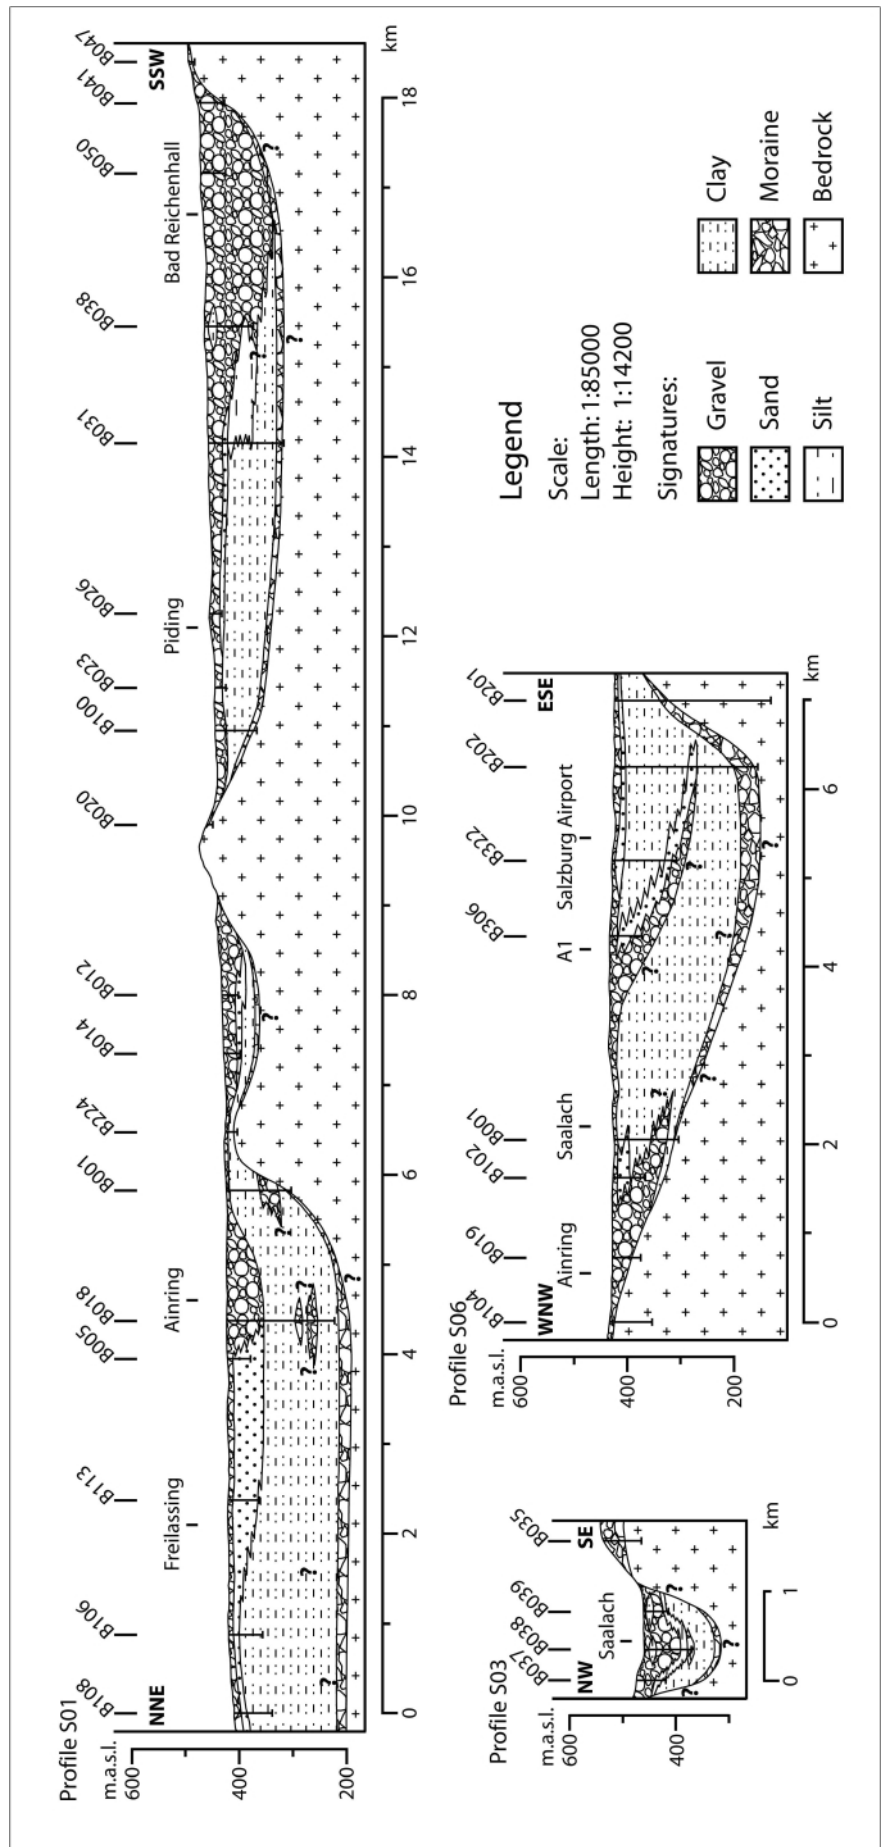 Profile S01
m.a.s.l.
600
400
200
NNE
SSW
B108
B106
B113
B005
B018
B001
B224
B014
B012
B020
B100
B023
B026
B031
B038
B050
B041
B047
Freilassing
Ainring
Piding
Bad Reichenhall
?
?
?
?
?
?
?
?
?
?
?
0
2
4
6
8
10
12
14
16
18
km
Profile S03
m.a.s.l.
600
400
NW
SE
B037
B038
B039
B035
Saalach
?
?
?
0
1
km
Profile S06
m.a.s.l.
600
400
200
WNW
ESE
B104
B019
B102
B001
B306
B322
B202
B201
Ainring
Saalach
A1
Salzburg Airport
?
?
?
?
?
?
0
2
4
6
km
Legend
Scale:
Length: 1:85000
Height: 1:14200
Signatures:
Gravel
Clay
Sand
Moraine
Silt
Bedrock